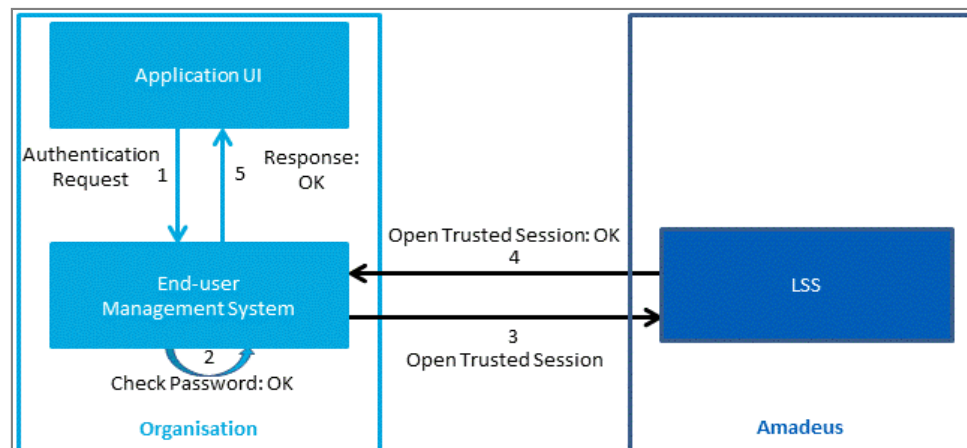 Application UI
Authentication
Request
1
5
Response:
OK
End-user
Management System
Open Trusted Session: OK
4
LSS
3
Open Trusted Session
2
Check Password: OK
Organisation
Amadeus